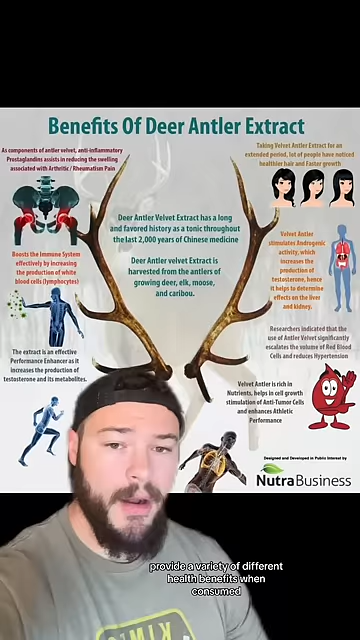 Benefits Of Deer Antler Extract
As components of antler velvet, anti-inflammatory
Prostaglandins assists in reducing the swelling
associated with Arthritic / Rheumatism Pain
Boosts the Immune System
effectively by increasing
the production of white
blood cells (lymphocytes)
The extract is an effective
Performance Enhancer as it
increases the production of
testosterone and its metabolites.
Deer Antler Velvet Extract has a long
and favored history as a tonic throughout
the last 2,000 years of Chinese medicine
Deer Antler velvet Extract is
harvested from the antlers of
growing deer, elk, moose,
and caribou.
Taking Velvet Antler Extract for an
extended period, lot of people have noticed
healthier hair and Faster growth
Velvet Antler
stimulates Androgenic
activity, which
increases the
production of
testosterone, hence
it helps to determine
effects on the liver
and kidney.
Researchers indicated that the
use of Antler Velvet significantly
escalates the volume of Red Blood
Cells and reduces Hypertension
Velvet Antler is rich in
Nutrients, helps in cell growth
stimulation of Anti-Tumor Cells
and enhances Athletic
Performance
Designed and Developed in Public Interest by
NutraBusiness
provide a variety of different
health benefits when
consumed